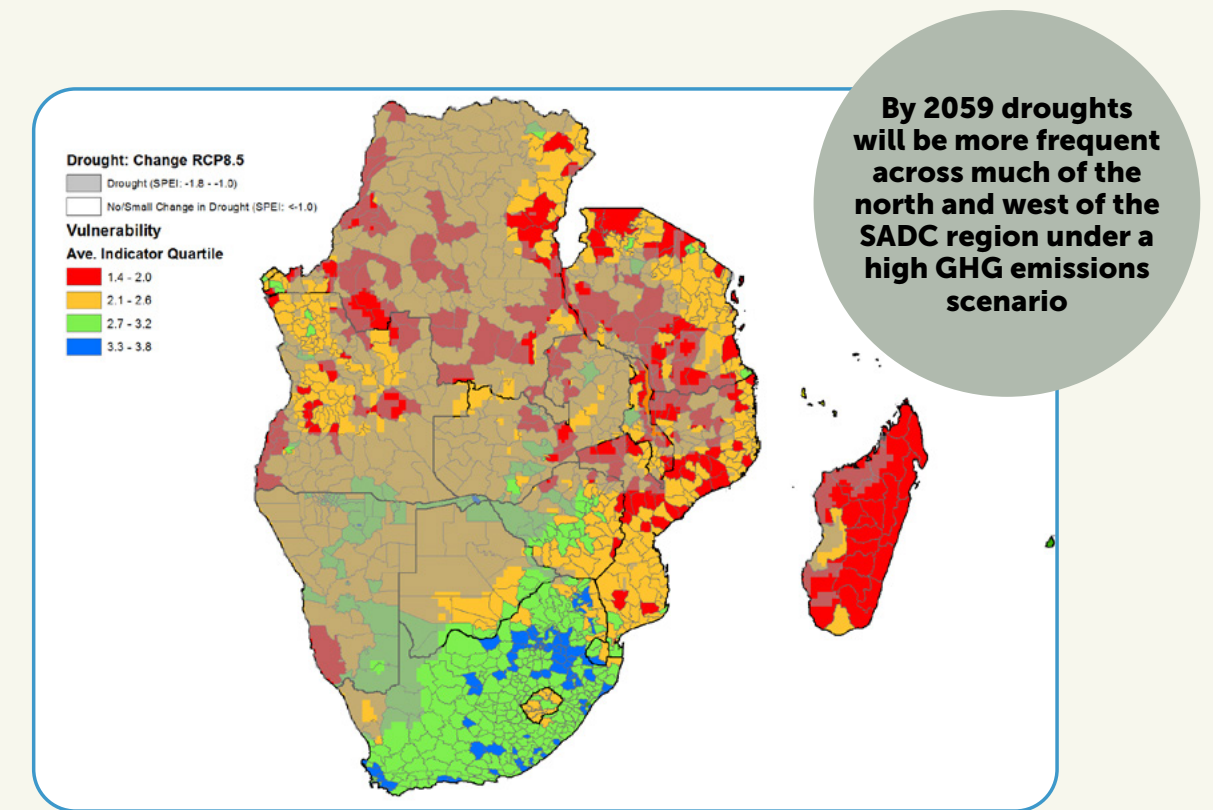 By 2059 droughts
will be more frequent
across much of the
north and west of the
SADC region under a
high GHG emissions
scenario
Drought: Change RCP8.5
Drought (SPEI: -1.8 - -1.0)
No/Small Change in Drought (SPEI: <-1.0)
Vulnerability
Ave. Indicator Quartile
1.4 - 2.0
2.1 - 2.6
2.7 - 3.2
3.3 - 3.8